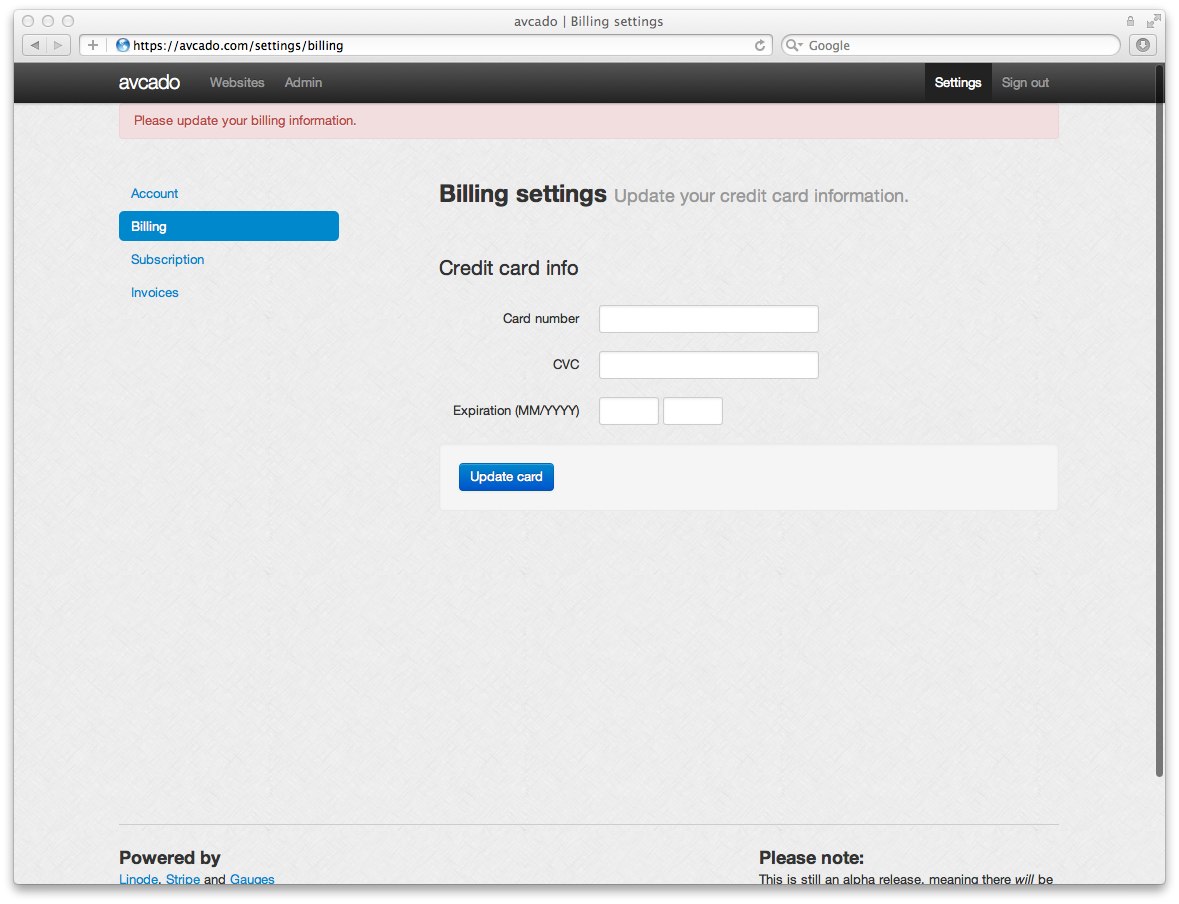 avcado | Billing settings
https://avcado.com/settings/billing
Google
avcado Websites Admin Settings Sign out
Please update your billing information.
Account
Billing
Subscription
Invoices
Billing settings Update your credit card information.
Credit card info
Card number
CVC
Expiration (MM/YYYY)
Update card
Powered by
Linode, Stripe and Gauges
Please note:
This is still an alpha release, meaning there will be